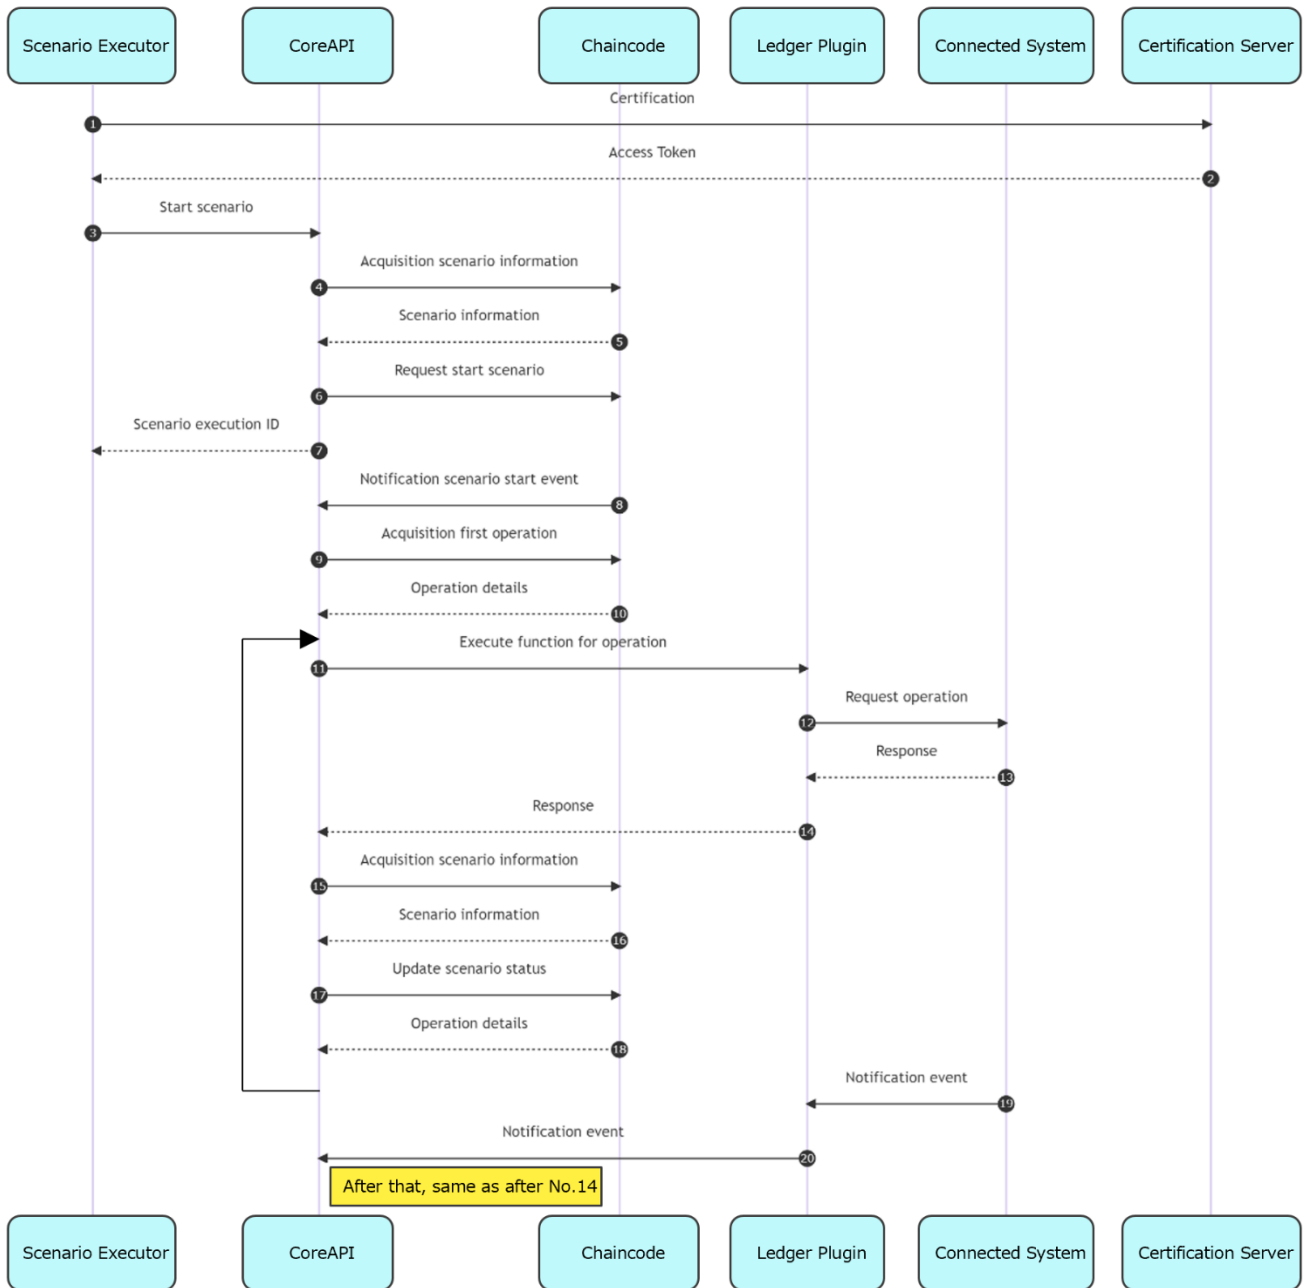 Scenario Executor
CoreAPI
Chaincode
Ledger Plugin
Connected System
Certification Server
Certification
1
Access Token
2
Start scenario
3
Acquisition scenario information
4
Scenario information
5
Request start scenario
6
Scenario execution ID
7
Notification scenario start event
8
Acquisition first operation
9
Operation details
10
Execute function for operation
11
Request operation
12
Response
13
Response
14
Acquisition scenario information
15
Scenario information
16
Update scenario status
17
Operation details
18
Notification event
19
Notification event
20
After that, same as after No.14
Scenario Executor
CoreAPI
Chaincode
Ledger Plugin
Connected System
Certification Server